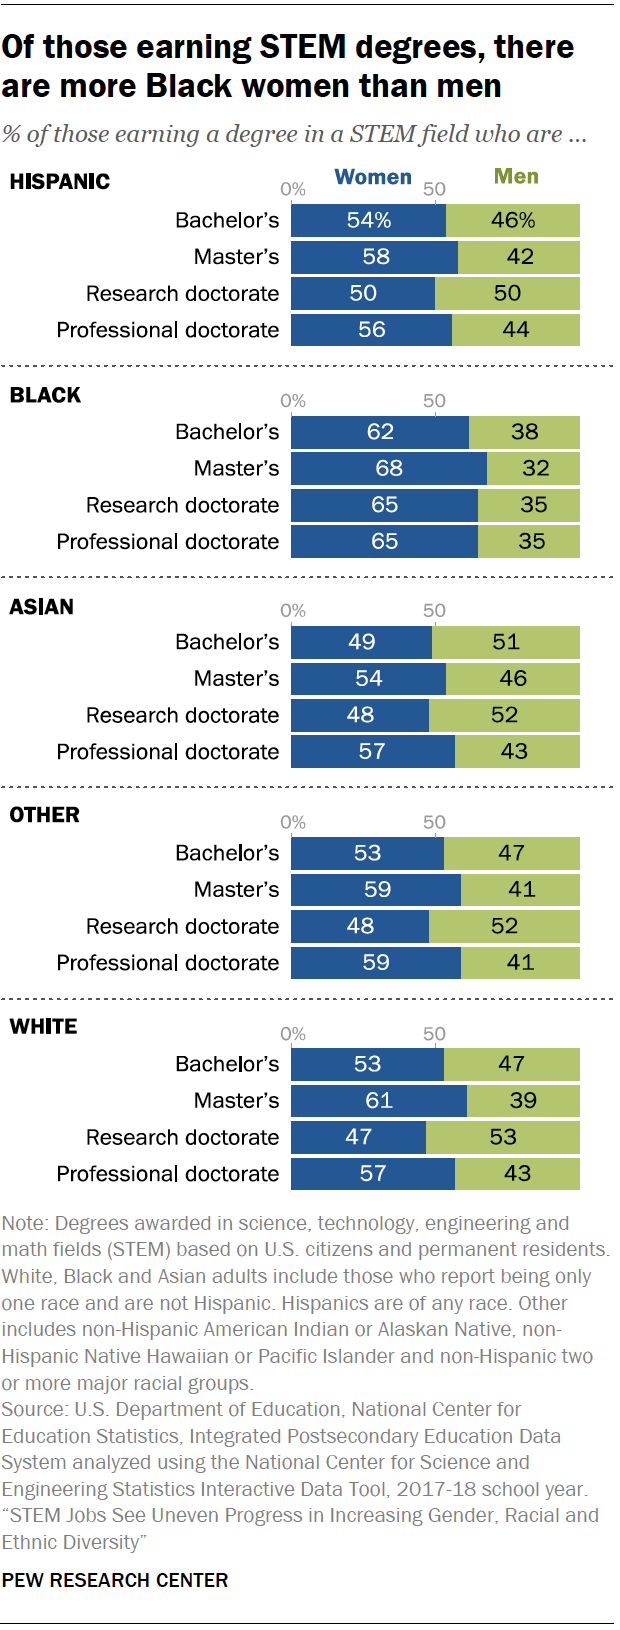 Of those earning STEM degrees, there
are more Black women than men
% of those earning a degree in a STEM field who are ...
HISPANIC
0% Women 50 Men
Bachelor's 54% 46%
Master's 58 42
Research doctorate 50 50
Professional doctorate 56 44
BLACK
0% 50
Bachelor's 62 38
Master's 68 32
Research doctorate 65 35
Professional doctorate 65 35
ASIAN
0% 50
Bachelor's 49 51
Master's 54 46
Research doctorate 48 52
Professional doctorate 57 43
OTHER
0% 50
Bachelor's 53 47
Master's 59 41
Research doctorate 48 52
Professional doctorate 59 41
WHITE
0% 50
Bachelor's 53 47
Master's 61 39
Research doctorate 47 53
Professional doctorate 57 43
Note: Degrees awarded in science, technology, engineering and
math fields (STEM) based on U.S. citizens and permanent residents.
White, Black and Asian adults include those who report being only
one race and are not Hispanic. Hispanics are of any race. Other
includes non-Hispanic American Indian or Alaskan Native, non-
Hispanic Native Hawaiian or Pacific Islander and non-Hispanic two
or more major racial groups.
Source: U.S. Department of Education, National Center for
Education Statistics, Integrated Postsecondary Education Data
System analyzed using the National Center for Science and
Engineering Statistics Interactive Data Tool, 2017-18 school year.
“STEM Jobs See Uneven Progress in Increasing Gender, Racial and
Ethnic Diversity”
PEW RESEARCH CENTER